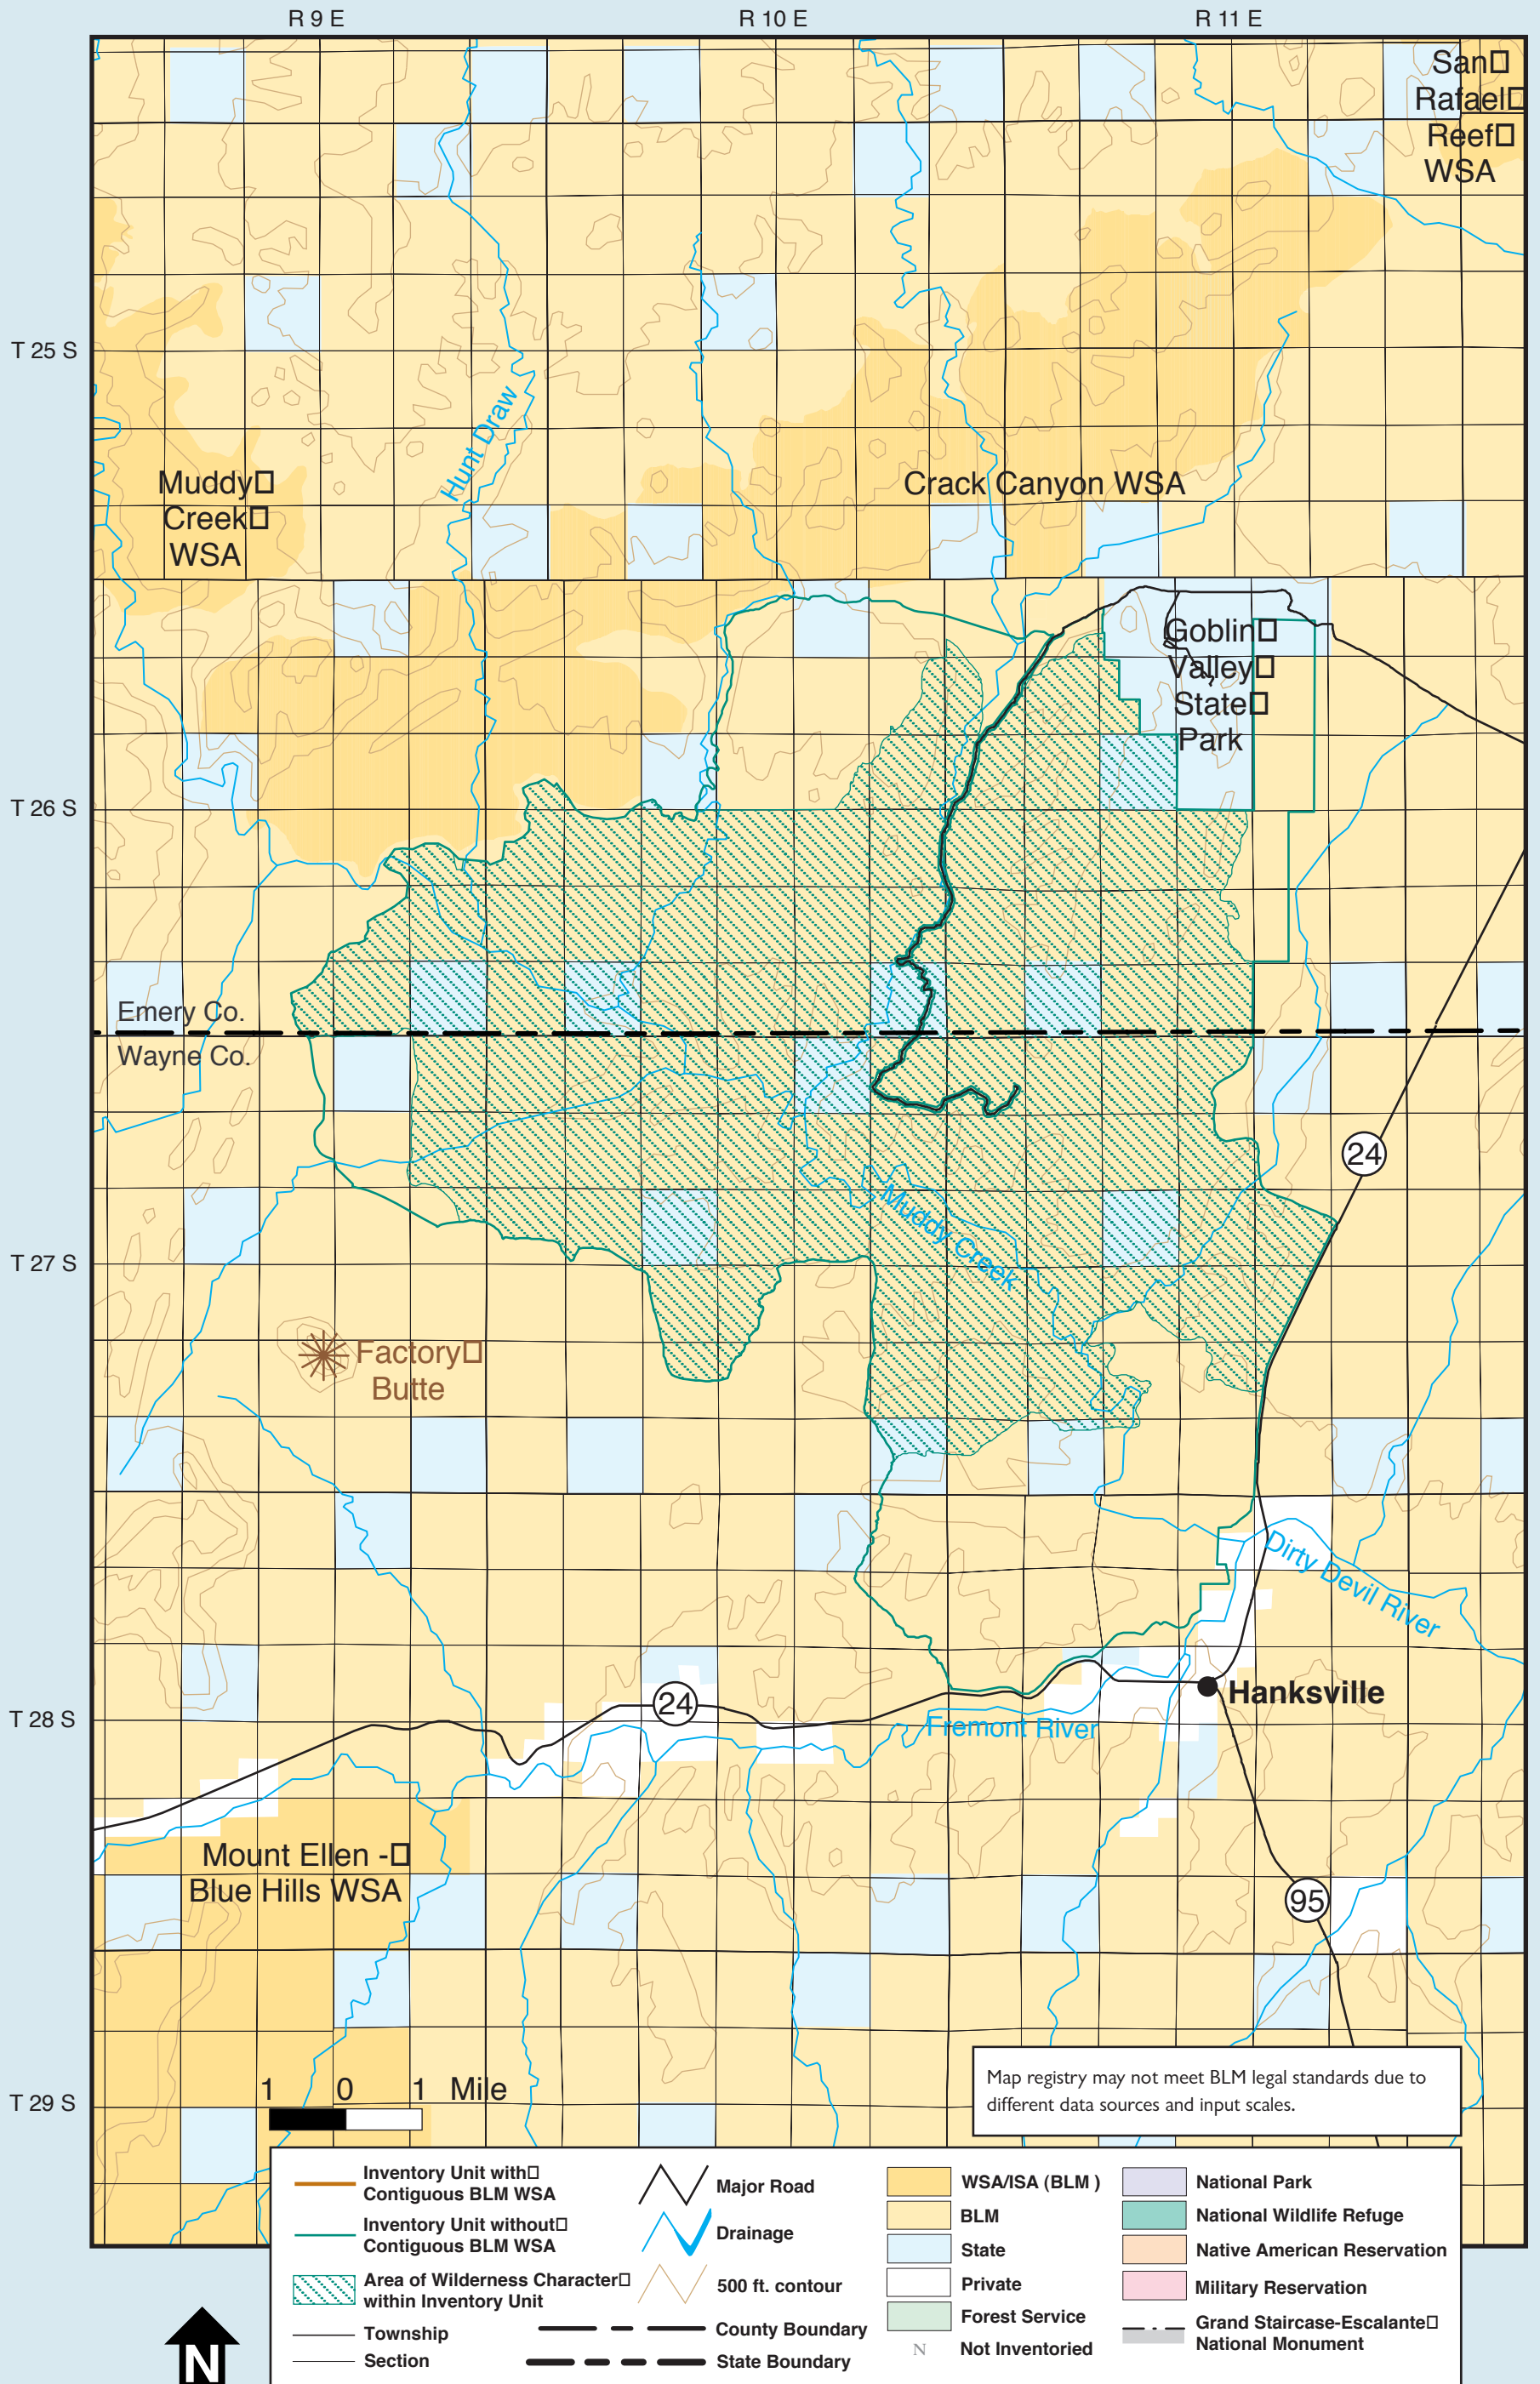 R 9 E
R 10 E
R 11 E
San
Rafael
Reef
WSA
T 25 S
Hunt Draw
Muddy
Creek
WSA
Crack Canyon WSA
Goblin
Valley
State
Park
T 26 S
Emery Co.
Wayne Co.
24
Muddy Creek
T 27 S
Factory
Butte
Dirty Devil River
Hanksville
24
T 28 S
Fremont River
Mount Ellen -
Blue Hills WSA
95
Map registry may not meet BLM legal standards due to
different data sources and input scales.
1 0 1 Mile
T 29 S
Inventory Unit with
Contiguous BLM WSA
Inventory Unit without
Contiguous BLM WSA
Area of Wilderness Character
within Inventory Unit
Township
Section
Major Road
Drainage
500 ft. contour
County Boundary
State Boundary
WSA/ISA (BLM )
BLM
State
Private
Forest Service
N Not Inventoried
National Park
National Wildlife Refuge
Native American Reservation
Military Reservation
Grand Staircase-Escalante
National Monument
N